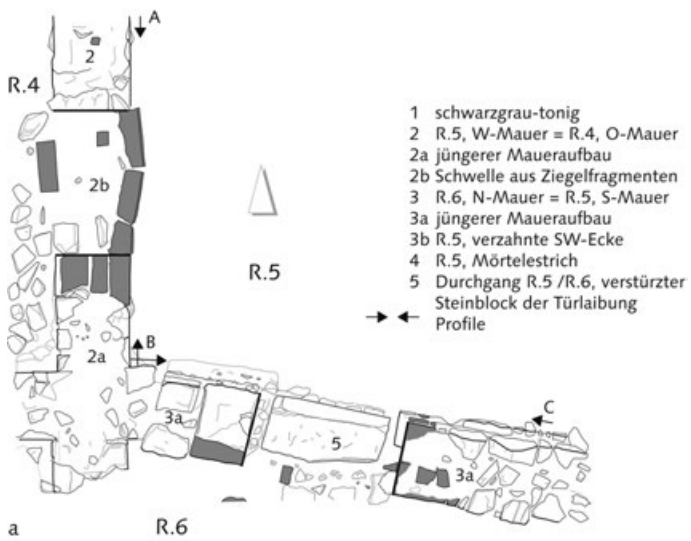 A
2
R.4
2b
R.5
2a
B
3a
5
C
3a
a
R.6
1 schwarzgrau-tonig
2 R.5, W-Mauer = R.4, O-Mauer
2a jüngerer Maueraufbau
2b Schwelle aus Ziegelfragmenten
3 R.6, N-Mauer = R.5, S-Mauer
3a jüngerer Maueraufbau
3b R.5, verzahnte SW-Ecke
4 R.5, Mörtelestrich
5 Durchgang R.5 /R.6, verstürzter
Steinblock der Türlaibung
Profile